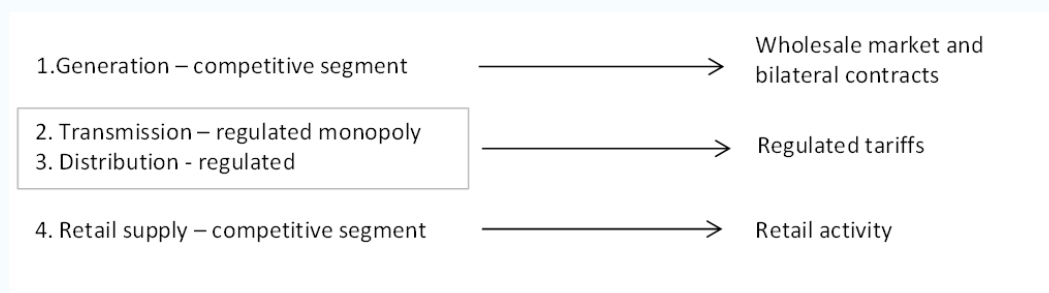 1.Generation – competitive segment
Wholesale market and
bilateral contracts
2. Transmission – regulated monopoly
3. Distribution - regulated
Regulated tariffs
4. Retail supply – competitive segment
Retail activity